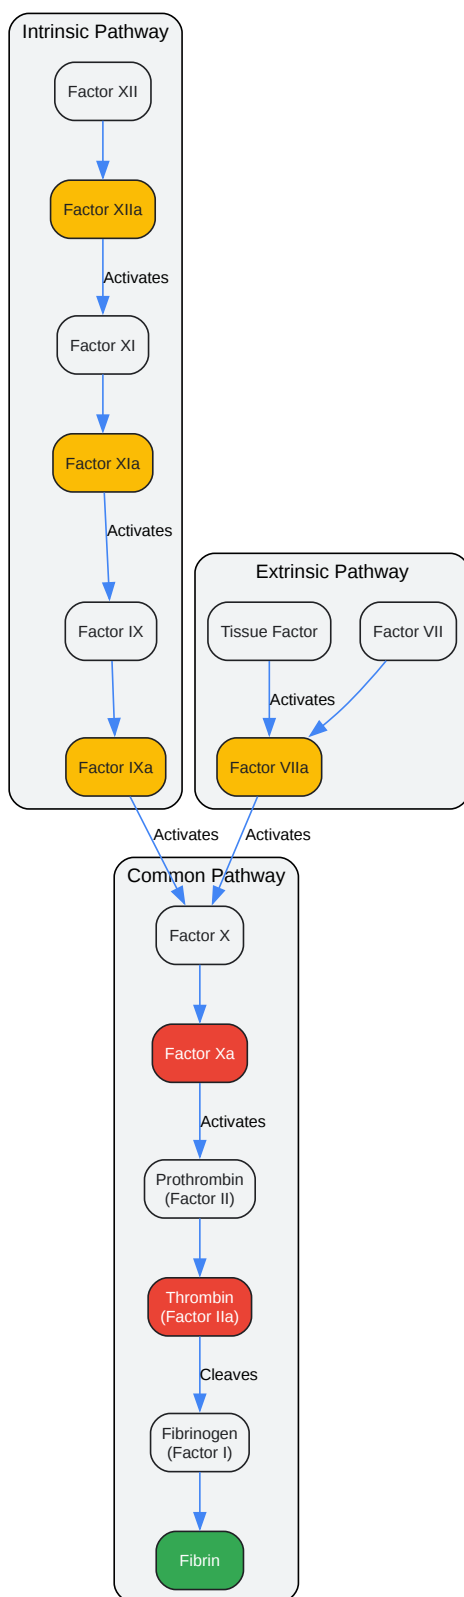 Intrinsic Pathway
Factor XII
Factor XIIa
Activates
Factor XI
Factor XIa
Activates
Factor IX
Factor IXa
Extrinsic Pathway
Tissue Factor
Factor VII
Activates
Factor VIIa
Activates
Activates
Common Pathway
Factor X
Factor Xa
Activates
Prothrombin
(Factor II)
Thrombin
(Factor IIa)
Cleaves
Fibrinogen
(Factor I)
Fibrin